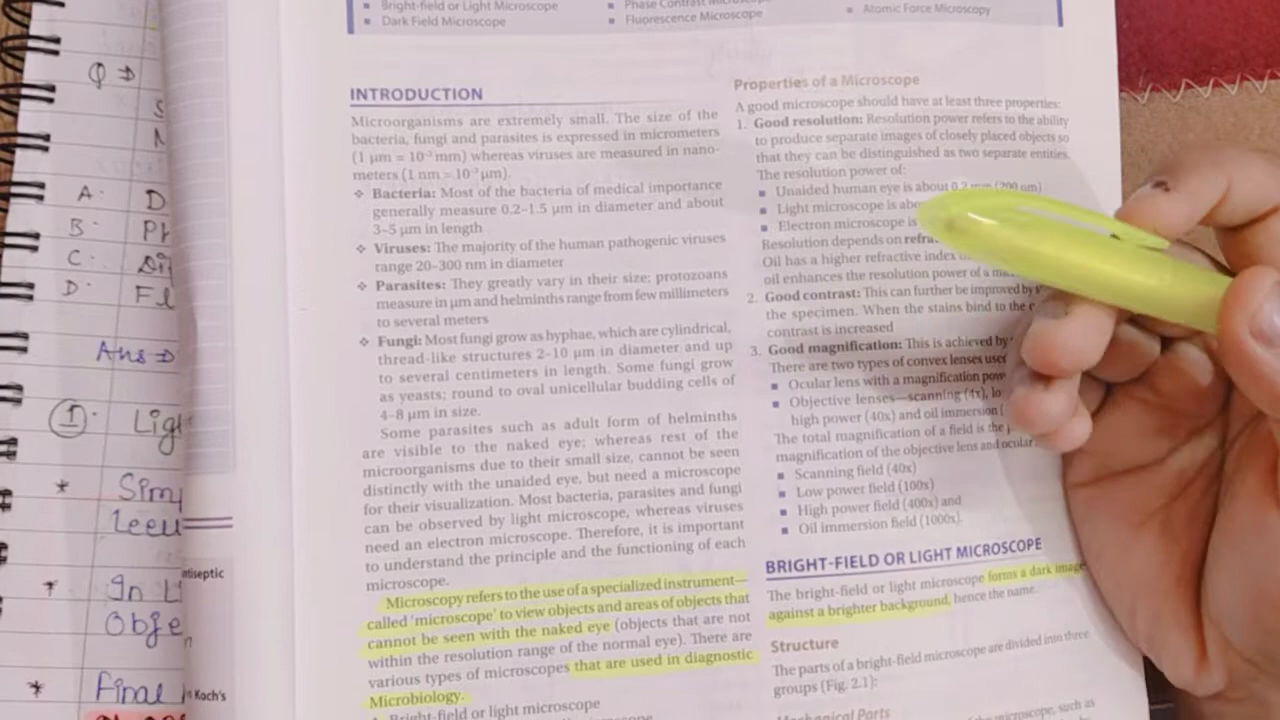 Q ⇒
A·
D
B·
C·
D·
Fl
Ans ⇒
①·
*
Simp
Leeu
*
In L
Obje
*
Final
ntiseptic
n Koch's
Bright-field or Light Microscope
Dark Field Microscope
Phase Contrast Microscope
Fluorescence Microscope
Atomic Force Microscopy
INTRODUCTION
Microorganisms are extremely small. The size of the
bacteria, fungi and parasites is expressed in micrometers
(1 μm = 10⁻³ mm) whereas viruses are measured in nano-
meters (1 nm = 10⁻³ μm).
❖ Bacteria: Most of the bacteria of medical importance
generally measure 0.2–1.5 μm in diameter and about
3–5 μm in length
❖ Viruses: The majority of the human pathogenic viruses
range 20–300 nm in diameter
❖ Parasites: They greatly vary in their size; protozoans
measure in μm and helminths range from few millimeters
to several meters
❖ Fungi: Most fungi grow as hyphae, which are cylindrical,
thread-like structures 2–10 μm in diameter and up
to several centimeters in length. Some fungi grow
as yeasts; round to oval unicellular budding cells of
4–8 μm in size.
Some parasites such as adult form of helminths
are visible to the naked eye; whereas rest of the
microorganisms due to their small size, cannot be seen
distinctly with the unaided eye, but need a microscope
for their visualization. Most bacteria, parasites and fungi
can be observed by light microscope, whereas viruses
need an electron microscope. Therefore, it is important
to understand the principle and the functioning of each
microscope.
Microscopy refers to the use of a specialized instrument—
called 'microscope' to view objects and areas of objects that
cannot be seen with the naked eye (objects that are not
within the resolution range of the normal eye). There are
various types of microscopes that are used in diagnostic
Microbiology.
1. Bright-field or light microscope
Properties of a Microscope
A good microscope should have at least three properties:
1. Good resolution: Resolution power refers to the ability
to produce separate images of closely placed objects so
that they can be distinguished as two separate entities.
The resolution power of:
▪ Unaided human eye is about 0.2 mm (200 μm)
▪ Light microscope is abo
▪ Electron microscope is
Resolution depends on refra
Oil has a higher refractive index
oil enhances the resolution power of a
2. Good contrast: This can further be improved by
the specimen. When the stains bind to the
contrast is increased
3. Good magnification: This is achieved by
There are two types of convex lenses used
▪ Ocular lens with a magnification pow
▪ Objective lenses—scanning (4x), lo
high power (40x) and oil immersion (
The total magnification of a field is the
magnification of the objective lens and ocular
▪ Scanning field (40x)
▪ Low power field (100x)
▪ High power field (400x) and
▪ Oil immersion field (1000x).
BRIGHT-FIELD OR LIGHT MICROSCOPE
The bright-field or light microscope forms a dark image
against a brighter background, hence the name.
Structure
The parts of a bright-field microscope are divided into three
groups (Fig. 2.1):
Mechanical Parts
microscope, such as